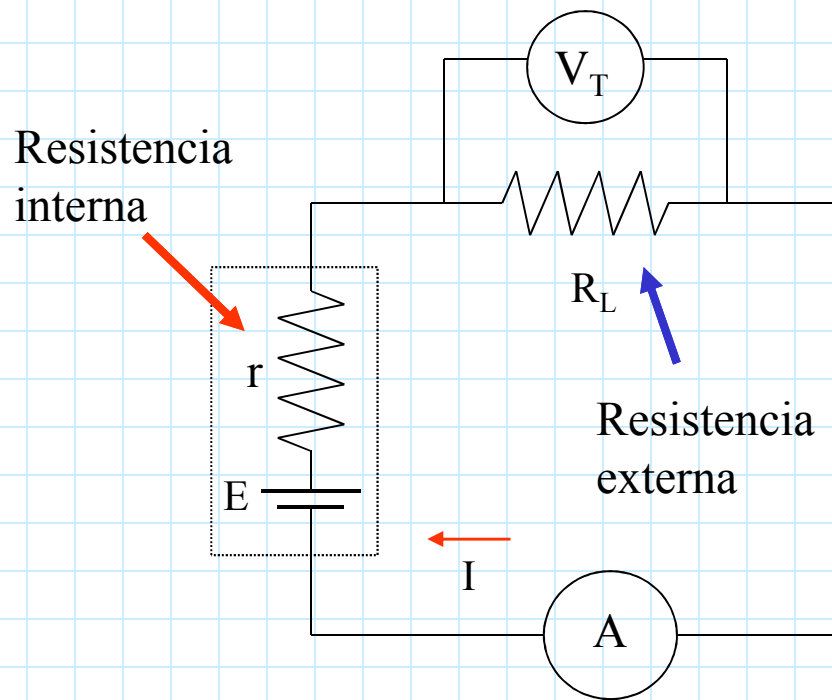 V_T
Resistencia
interna
R_L
r
Resistencia
externa
E
I
A